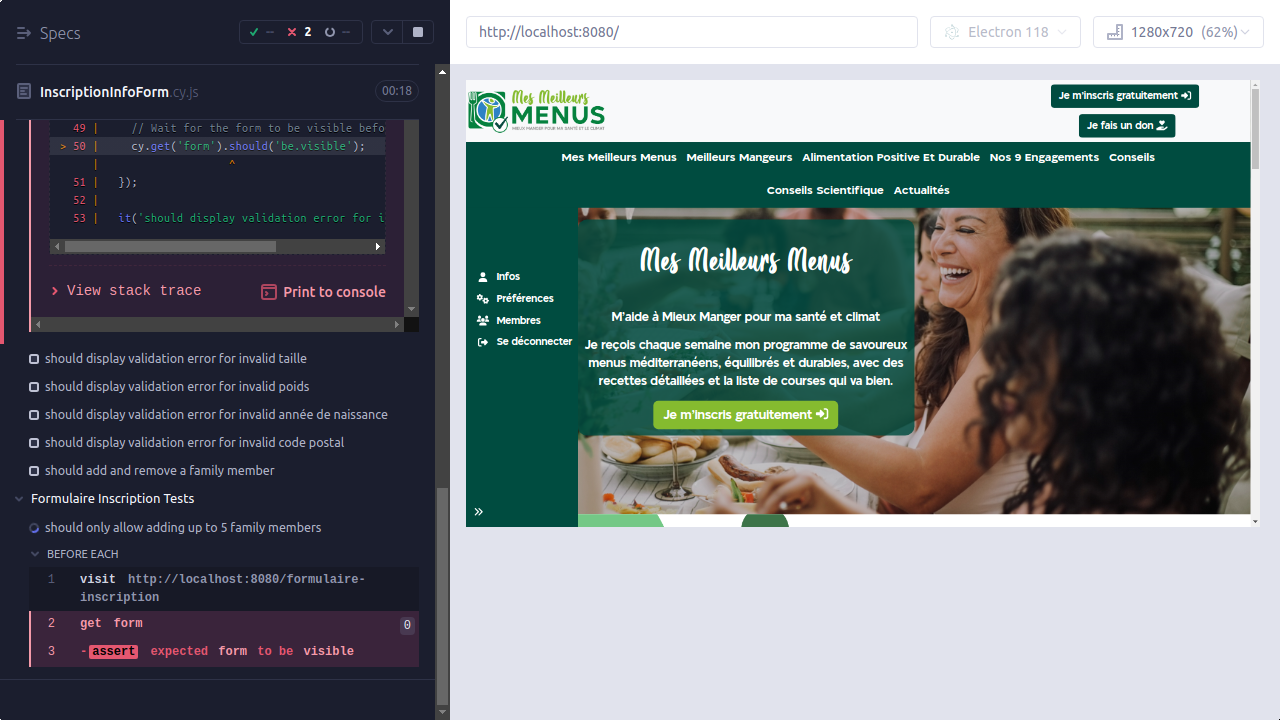 Specs
-- 2 --
InscriptionInfoForm.cy.js
00:18
49 | // Wait for the form to be visible befo
> 50 | cy.get('form').should('be.visible');
| ^
51 | });
52 |
53 | it('should display validation error for i
> View stack trace
Print to console
should display validation error for invalid taille
should display validation error for invalid poids
should display validation error for invalid année de naissance
should display validation error for invalid code postal
should add and remove a family member
Formulaire Inscription Tests
should only allow adding up to 5 family members
BEFORE EACH
1 visit http://localhost:8080/formulaire-
inscription
2 get form 0
3 -assert expected form to be visible
http://localhost:8080/
Electron 118
1280x720 (62%)
Mes Meilleurs
MENUS
MIEUX MANGER POUR MA SANTÉ ET LE CLIMAT
Je m'inscris gratuitement
Je fais un don
Mes Meilleurs Menus Meilleurs Mangeurs Alimentation Positive Et Durable Nos 9 Engagements Conseils
Conseils Scientifique Actualités
Infos
Préférences
Membres
Se déconnecter
Mes Meilleurs Menus
M'aide à Mieux Manger pour ma santé et climat
Je reçois chaque semaine mon programme de savoureux
menus méditerranéens, équilibrés et durables, avec des
recettes détaillées et la liste de courses qui va bien.
Je m'inscris gratuitement